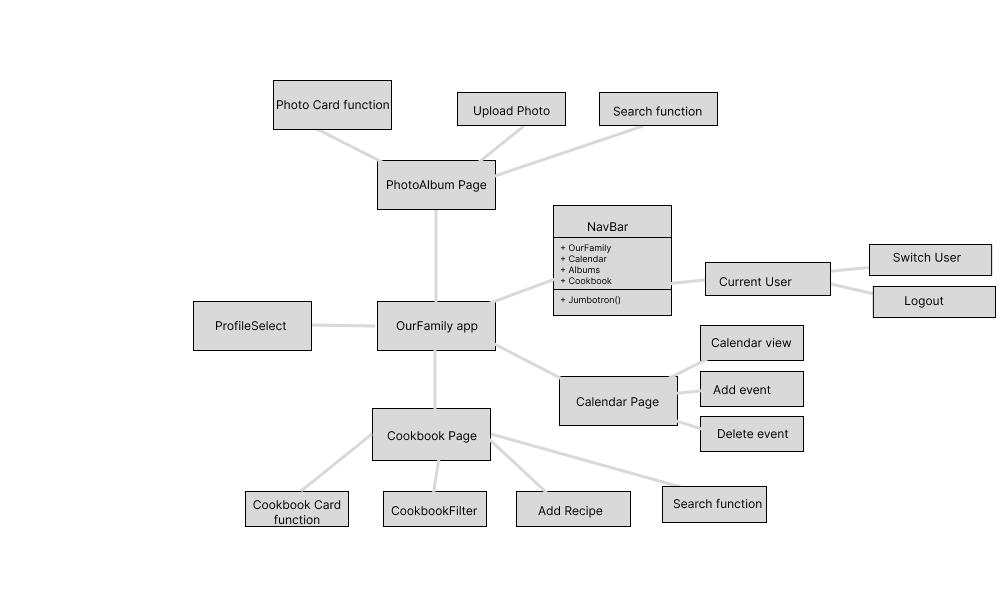 Photo Card function
Upload Photo
Search function
PhotoAlbum Page
NavBar
+ OurFamily
+ Calendar
+ Albums
+ Cookbook
+ Jumbotron()
Current User
Switch User
Logout
ProfileSelect
OurFamily app
Calendar view
Add event
Delete event
Calendar Page
Cookbook Page
Cookbook Card
function
CookbookFilter
Add Recipe
Search function